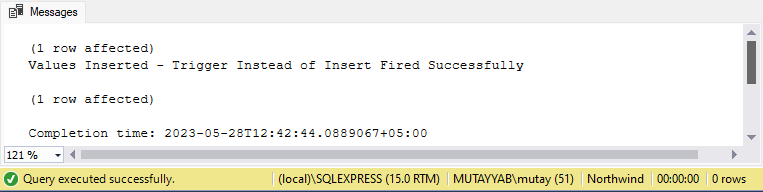 Messages
(1 row affected)
Values Inserted - Trigger Instead of Insert Fired Successfully
(1 row affected)
Completion time: 2023-05-28T12:42:44.0889067+05:00
121 %
Query executed successfully.
(local)\SQLEXPRESS (15.0 RTM)
MUTAYYAB\mutay (51)
Northwind
00:00:00
0 rows